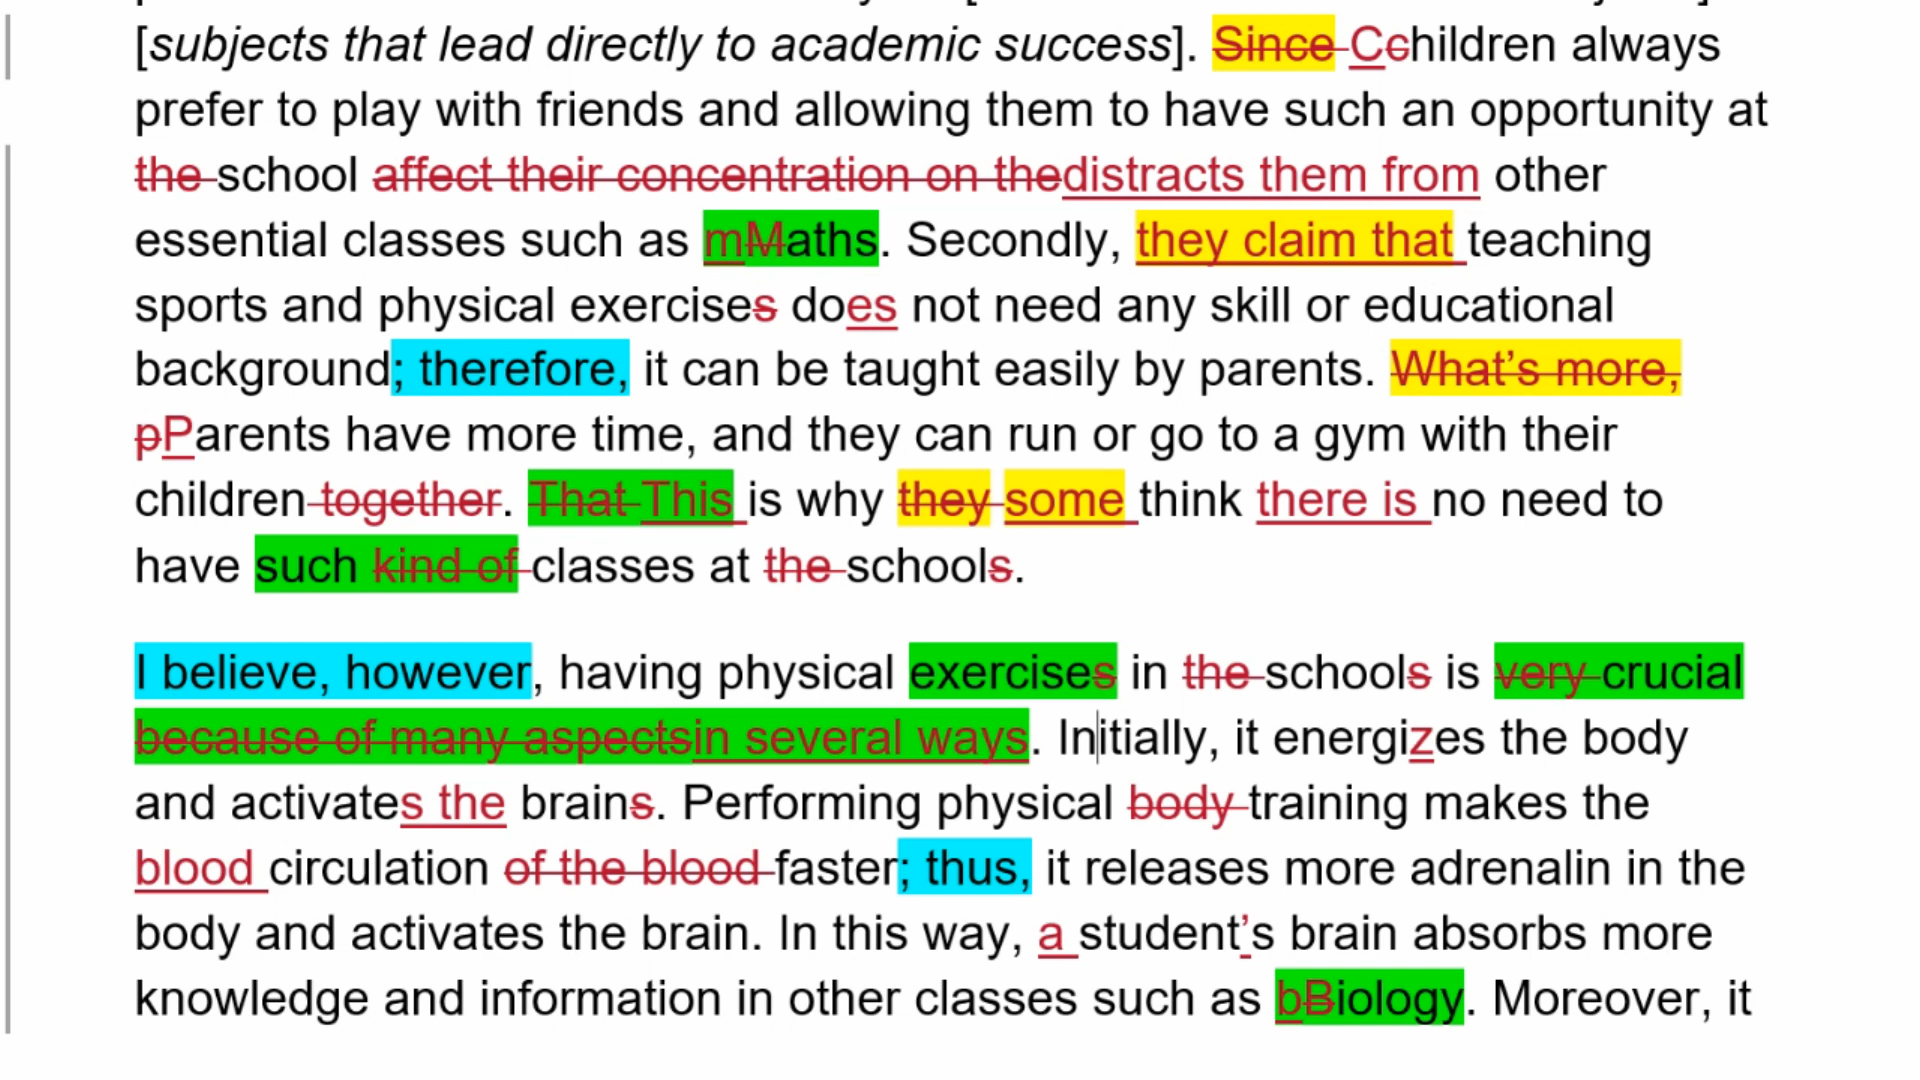 [subjects that lead directly to academic success]. Since Cchildren always
prefer to play with friends and allowing them to have such an opportunity at
the school affect their concentration on thedistracts them from other
essential classes such as mMaths. Secondly, they claim that teaching
sports and physical exercises does not need any skill or educational
background; therefore, it can be taught easily by parents. What’s more,
pParents have more time, and they can run or go to a gym with their
children together. That This is why they some think there is no need to
have such kind of classes at the schools.
I believe, however, having physical exercises in the schools is very crucial
because of many aspectsin several ways. Initially, it energizes the body
and activates the brains. Performing physical body training makes the
blood circulation of the blood faster; thus, it releases more adrenalin in the
body and activates the brain. In this way, a student’s brain absorbs more
knowledge and information in other classes such as bBiology. Moreover, it